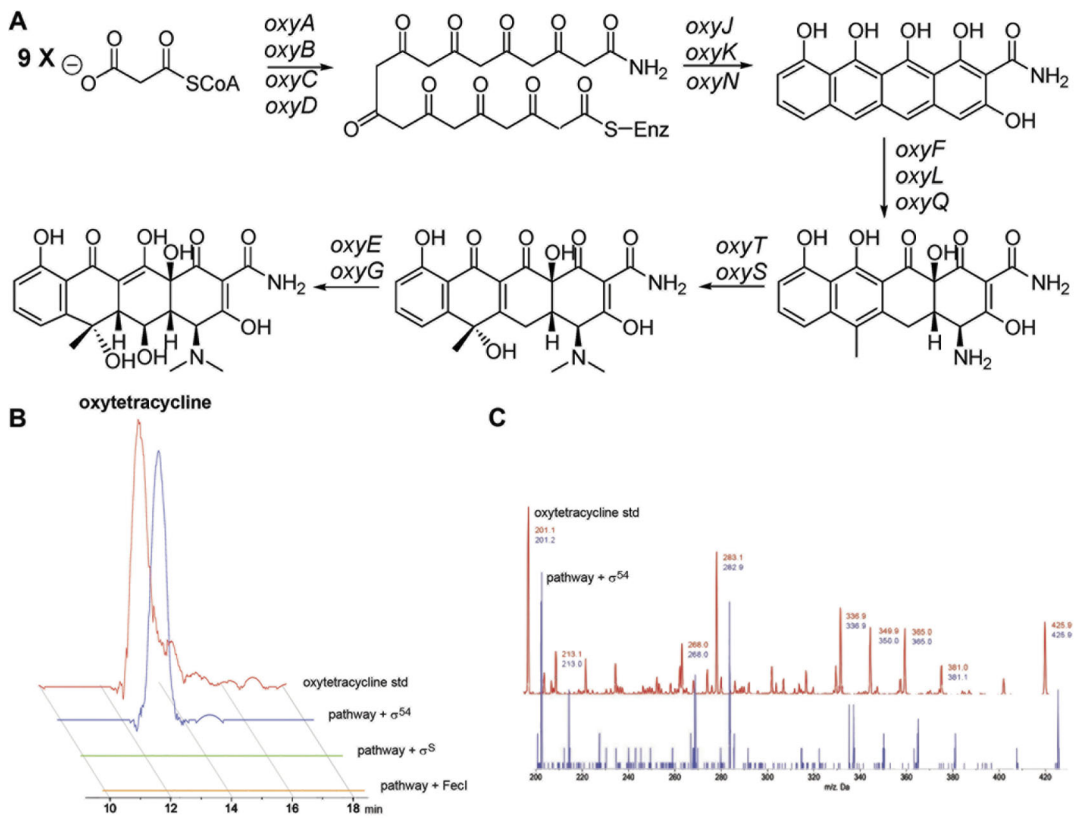 A
9 X
O O
⊖
O SCoA
oxyA
oxyB
oxyC
oxyD
O O O O O
NH2
O O O O O
S–Enz
oxyJ
oxyK
oxyN
OH OH OH OH O
NH2
OH
oxyF
oxyL
oxyQ
OH O OH OH O O
NH2
OH
OH OH N
H H
oxyE
oxyG
OH O O OH O O
NH2
OH
OH H N
oxyT
oxyS
OH OH O OH O O
NH2
OH
H NH2
B
oxytetracycline
oxytetracycline std
pathway + σ54
pathway + σS
pathway + FecI
10 12 14 16 18 min
C
oxytetracycline std
201.1
201.2
pathway + σ54
213.1
213.0
268.0
268.0
283.1
282.9
336.9
336.9
349.9
350.0
365.0
365.0
381.0
381.1
425.9
426.9
200 220 240 260 280 300 320 340 360 380 400 420
m/z, Da